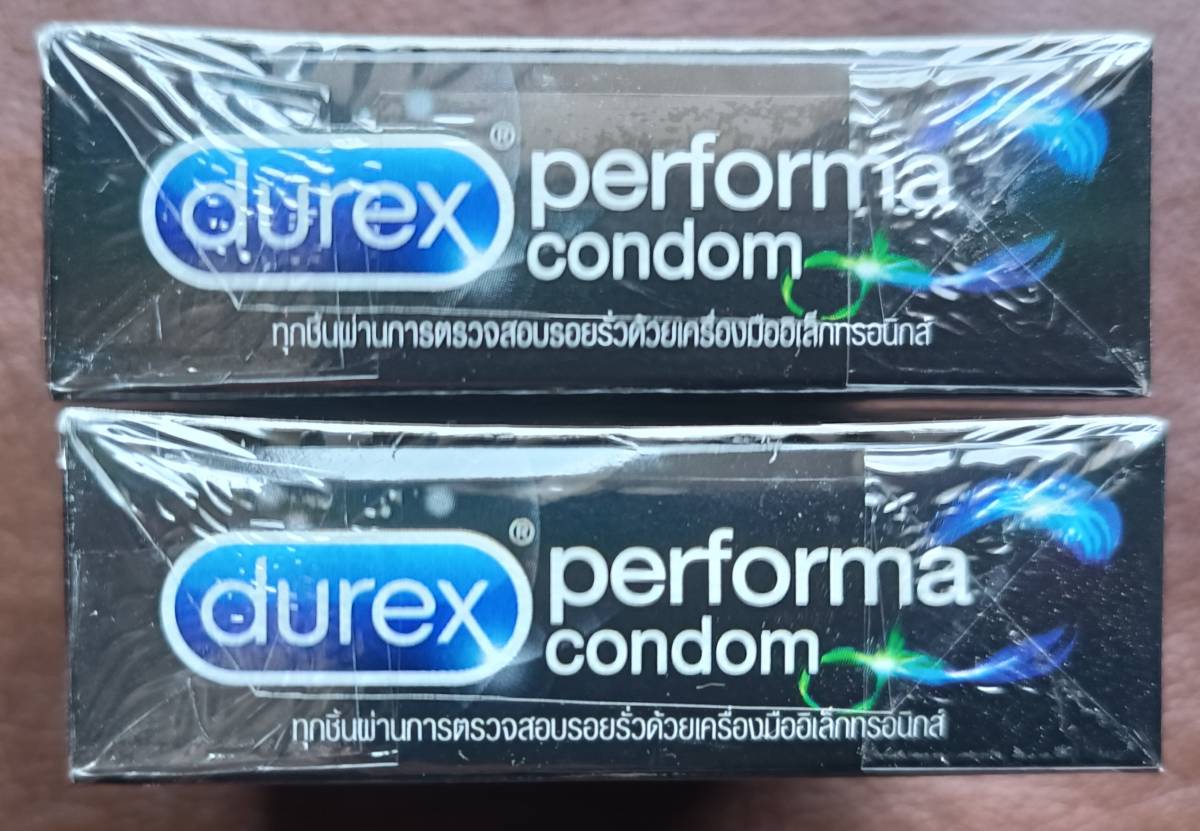 durex® performa
condom
ทุกชิ้นผ่านการตรวจสอบรอยรั่วด้วยเครื่องมืออิเล็กทรอนิกส์
durex® performa
condom
ทุกชิ้นผ่านการตรวจสอบรอยรั่วด้วยเครื่องมืออิเล็กทรอนิกส์